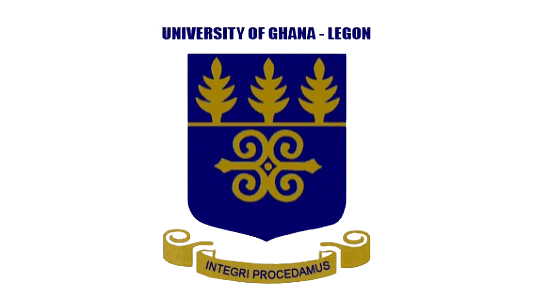 UNIVERSITY OF GHANA - LEGON
INTEGRI PROCEDAMUS